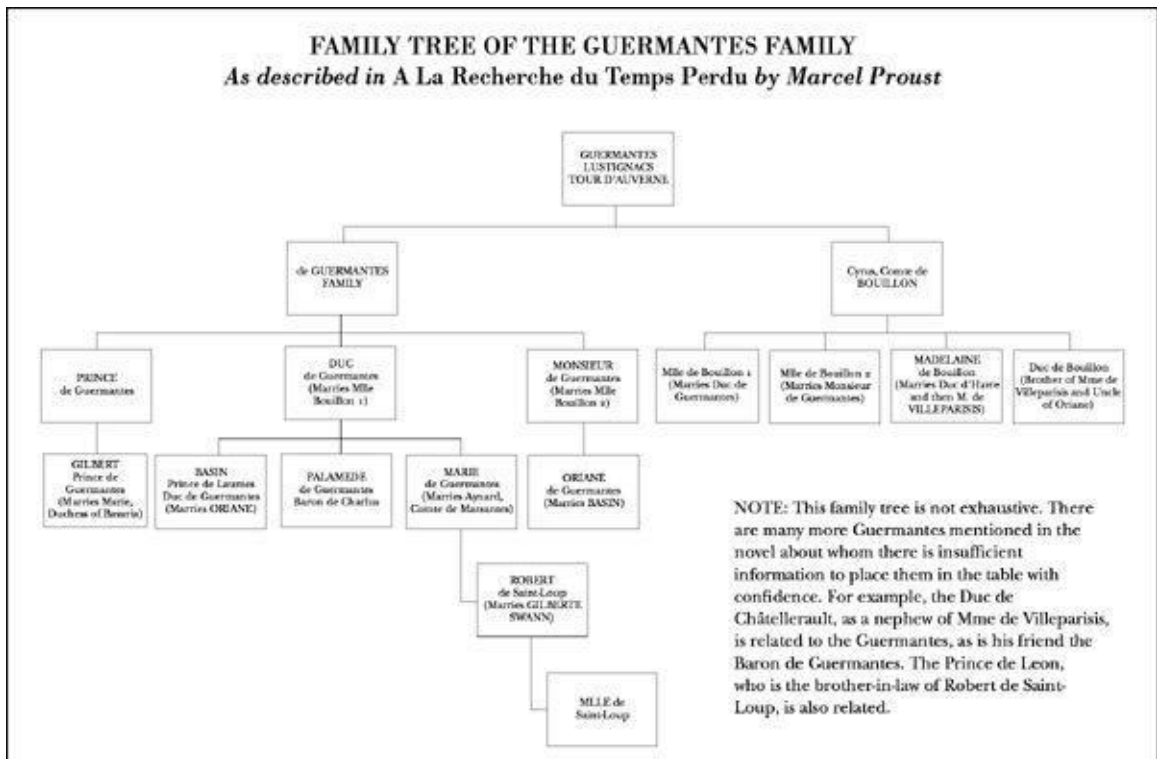 FAMILY TREE OF THE GUERMANTES FAMILY
As described in A La Recherche du Temps Perdu by Marcel Proust
GUERMANTES
LUSTIGNACS
TOUR D'AUVERNE
de GUERMANTES
FAMILY
Cyrus, Comte de
BOUILLON
PRINCE
de Guermantes
DUC
de Guermantes
(Marries Mlle
Bouillon 1)
MONSIEUR
de Guermantes
(Marries Mlle
Bouillon 2)
Mlle de Bouillon 1
(Marries Duc de
Guermantes)
Mlle de Bouillon 2
(Marries Monsieur
de Guermantes)
MADELAINE
de Bouillon
(Marries Duc d'Havre
and then M. de
VILLEPARISIS)
Duc de Bouillon
(Brother of Mme de
Villeparisis and Uncle
of Oriane)
GILBERT
Prince de
Guermantes
(Marries Marie,
Duchess of Bavaria)
BASIN
Prince de Laumes
Duc de Guermantes
(Marries ORIANE)
PALAMEDE
de Guermantes
Baron de Charlus
MARIE
de Guermantes
(Marries Aynard,
Comte de Marsantes)
ORIANE
de Guermantes
(Marries BASIN)
ROBERT
de Saint-Loup
(Marries GILBERTE
SWANN)
MLLE de
Saint-Loup
NOTE: This family tree is not exhaustive. There
are many more Guermantes mentioned in the
novel about whom there is insufficient
information to place them in the table with
confidence. For example, the Duc de
Châtellerault, as a nephew of Mme de Villeparisis,
is related to the Guermantes, as is his friend the
Baron de Guermantes. The Prince de Leon,
who is the brother-in-law of Robert de Saint-
Loup, is also related.